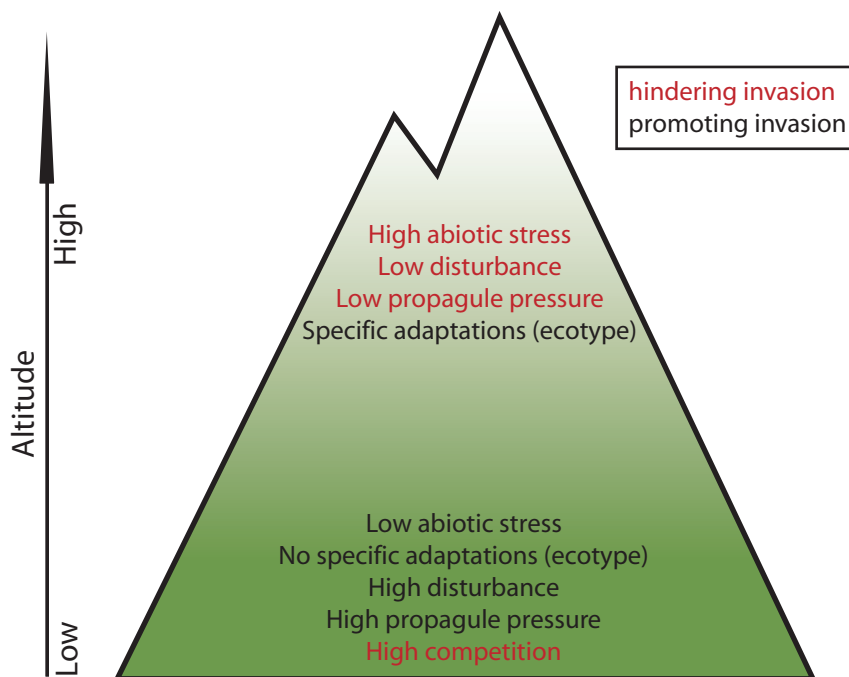 hindering invasion
promoting invasion
High
Altitude
Low
High abiotic stress
Low disturbance
Low propagule pressure
Specific adaptations (ecotype)
Low abiotic stress
No specific adaptations (ecotype)
High disturbance
High propagule pressure
High competition